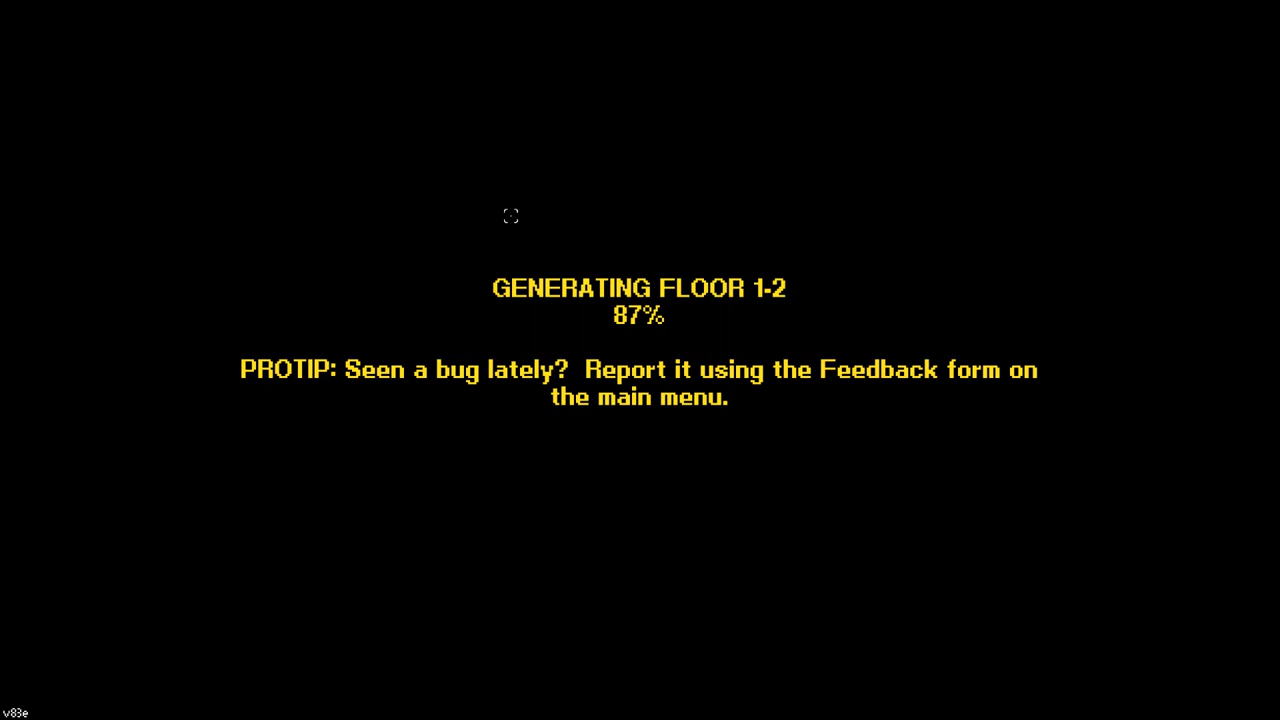 GENERATING FLOOR 1-2
87%
PROTIP: Seen a bug lately?  Report it using the Feedback form on
the main menu.
v83e